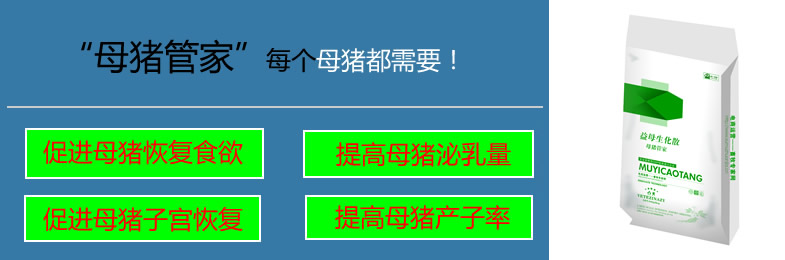 “母猪管家”每个母猪都需要！
促进母猪恢复食欲
提高母猪泌乳量
促进母猪子宫恢复
提高母猪产子率
益母生化散
母猪管家
MUYICAOTANG